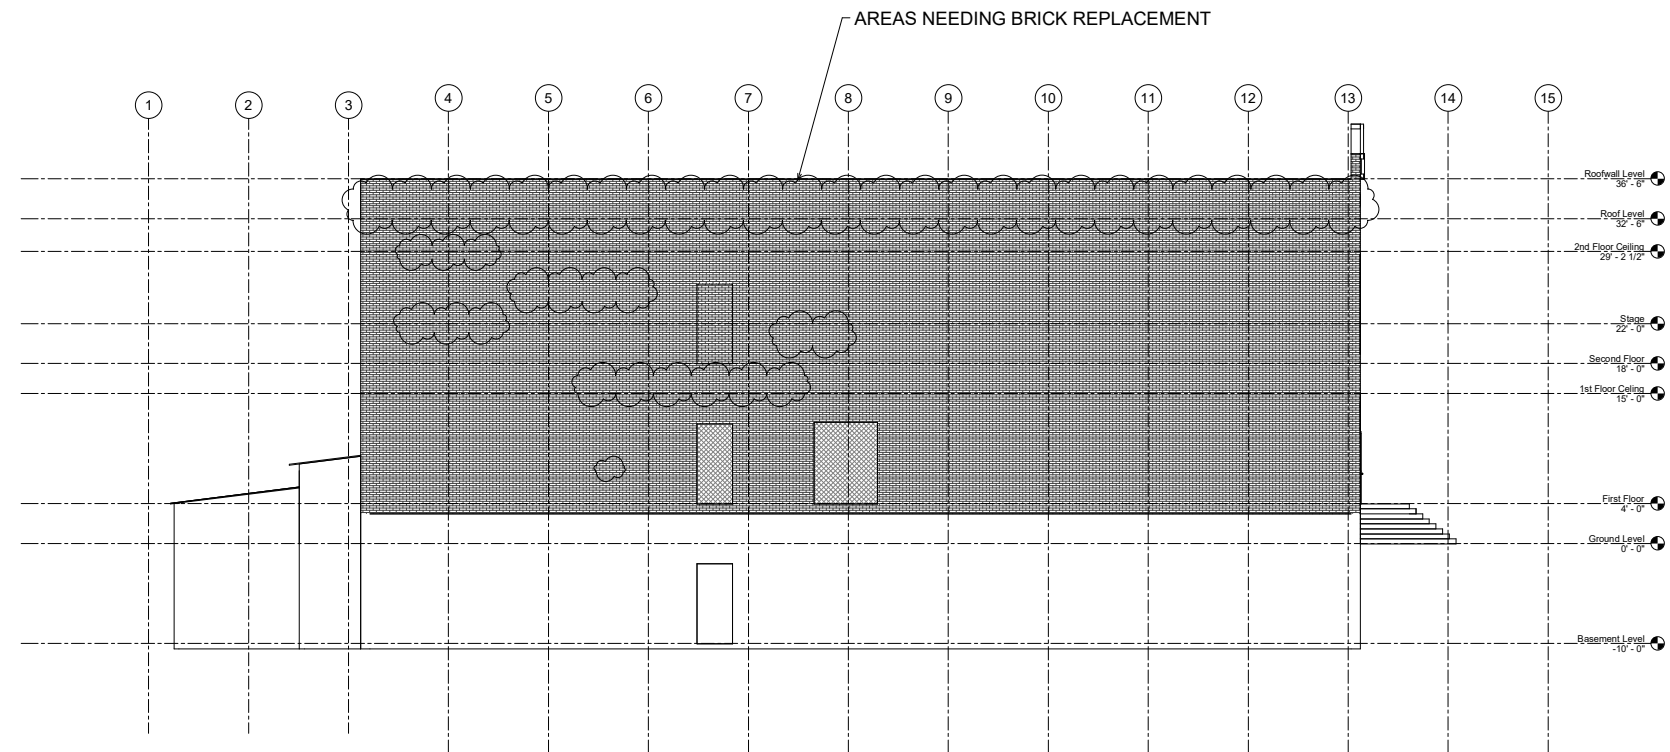 AREAS NEEDING BRICK REPLACEMENT
1 2 3 4 5 6 7 8 9 10 11 12 13 14 15
Roofwall Level
36' - 6"
Roof Level
32' - 6"
2nd Floor Ceiling
29' - 2 1/2"
Stage
22' - 0"
Second Floor
18' - 0"
1st Floor Celing
15' - 0"
First Floor
4' - 0"
Ground Level
0' - 0"
Basement Level
-10' - 0"